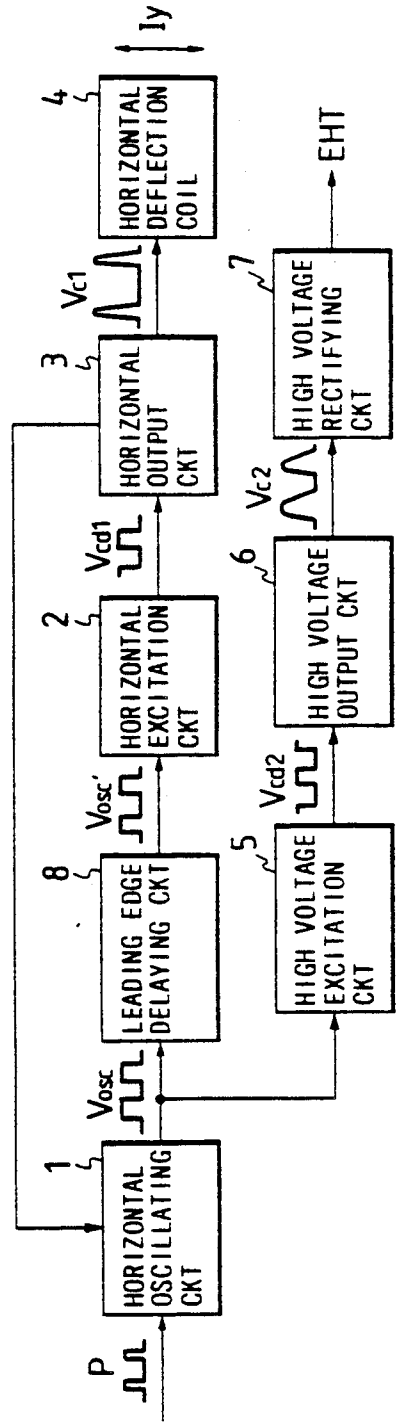 P
1
HORIZONTAL
OSCILLATING
CKT
Vosc
8
LEADING EDGE
DELAYING CKT
Vosc'
2
HORIZONTAL
EXCITATION
CKT
Vcd1
3
HORIZONTAL
OUTPUT
CKT
Vc1
4
HORIZONTAL
DEFLECTION
COIL
Iy
5
HIGH VOLTAGE
EXCITATION
CKT
Vcd2
6
HIGH VOLTAGE
OUTPUT CKT
Vc2
7
HIGH VOLTAGE
RECTIFYING
CKT
EHT